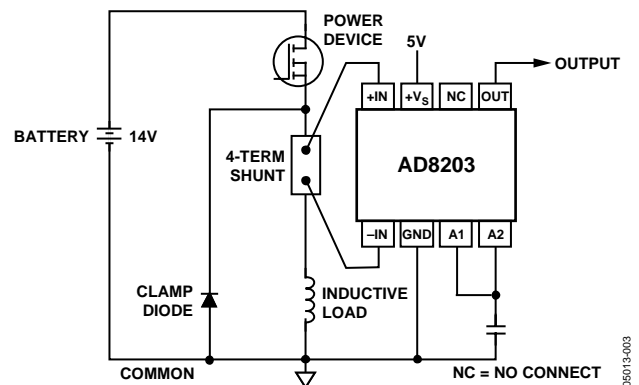 POWER
DEVICE
5V
OUTPUT
+IN
+VS
NC
OUT
BATTERY
14V
4-TERM
SHUNT
AD8203
–IN
GND
A1
A2
CLAMP
DIODE
INDUCTIVE
LOAD
COMMON
NC = NO CONNECT
05013-003